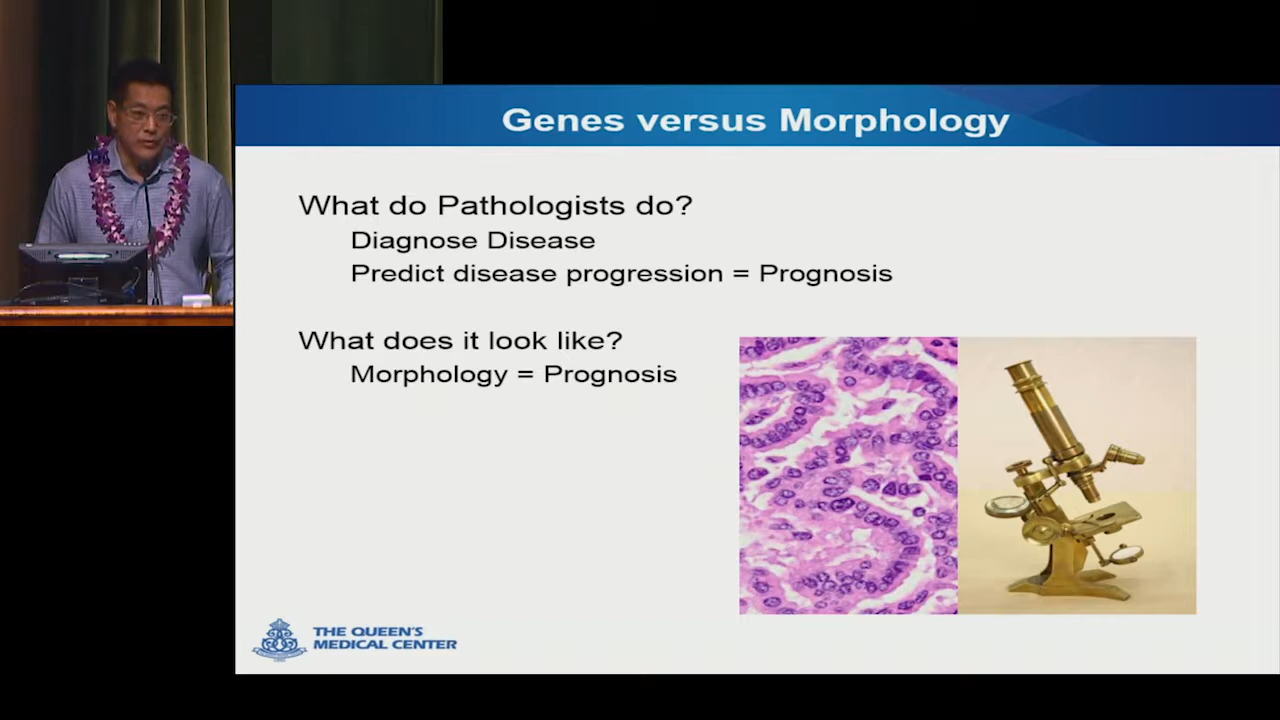 Genes versus Morphology
What do Pathologists do?
Diagnose Disease
Predict disease progression = Prognosis
What does it look like?
Morphology = Prognosis
THE QUEEN'S
MEDICAL CENTER